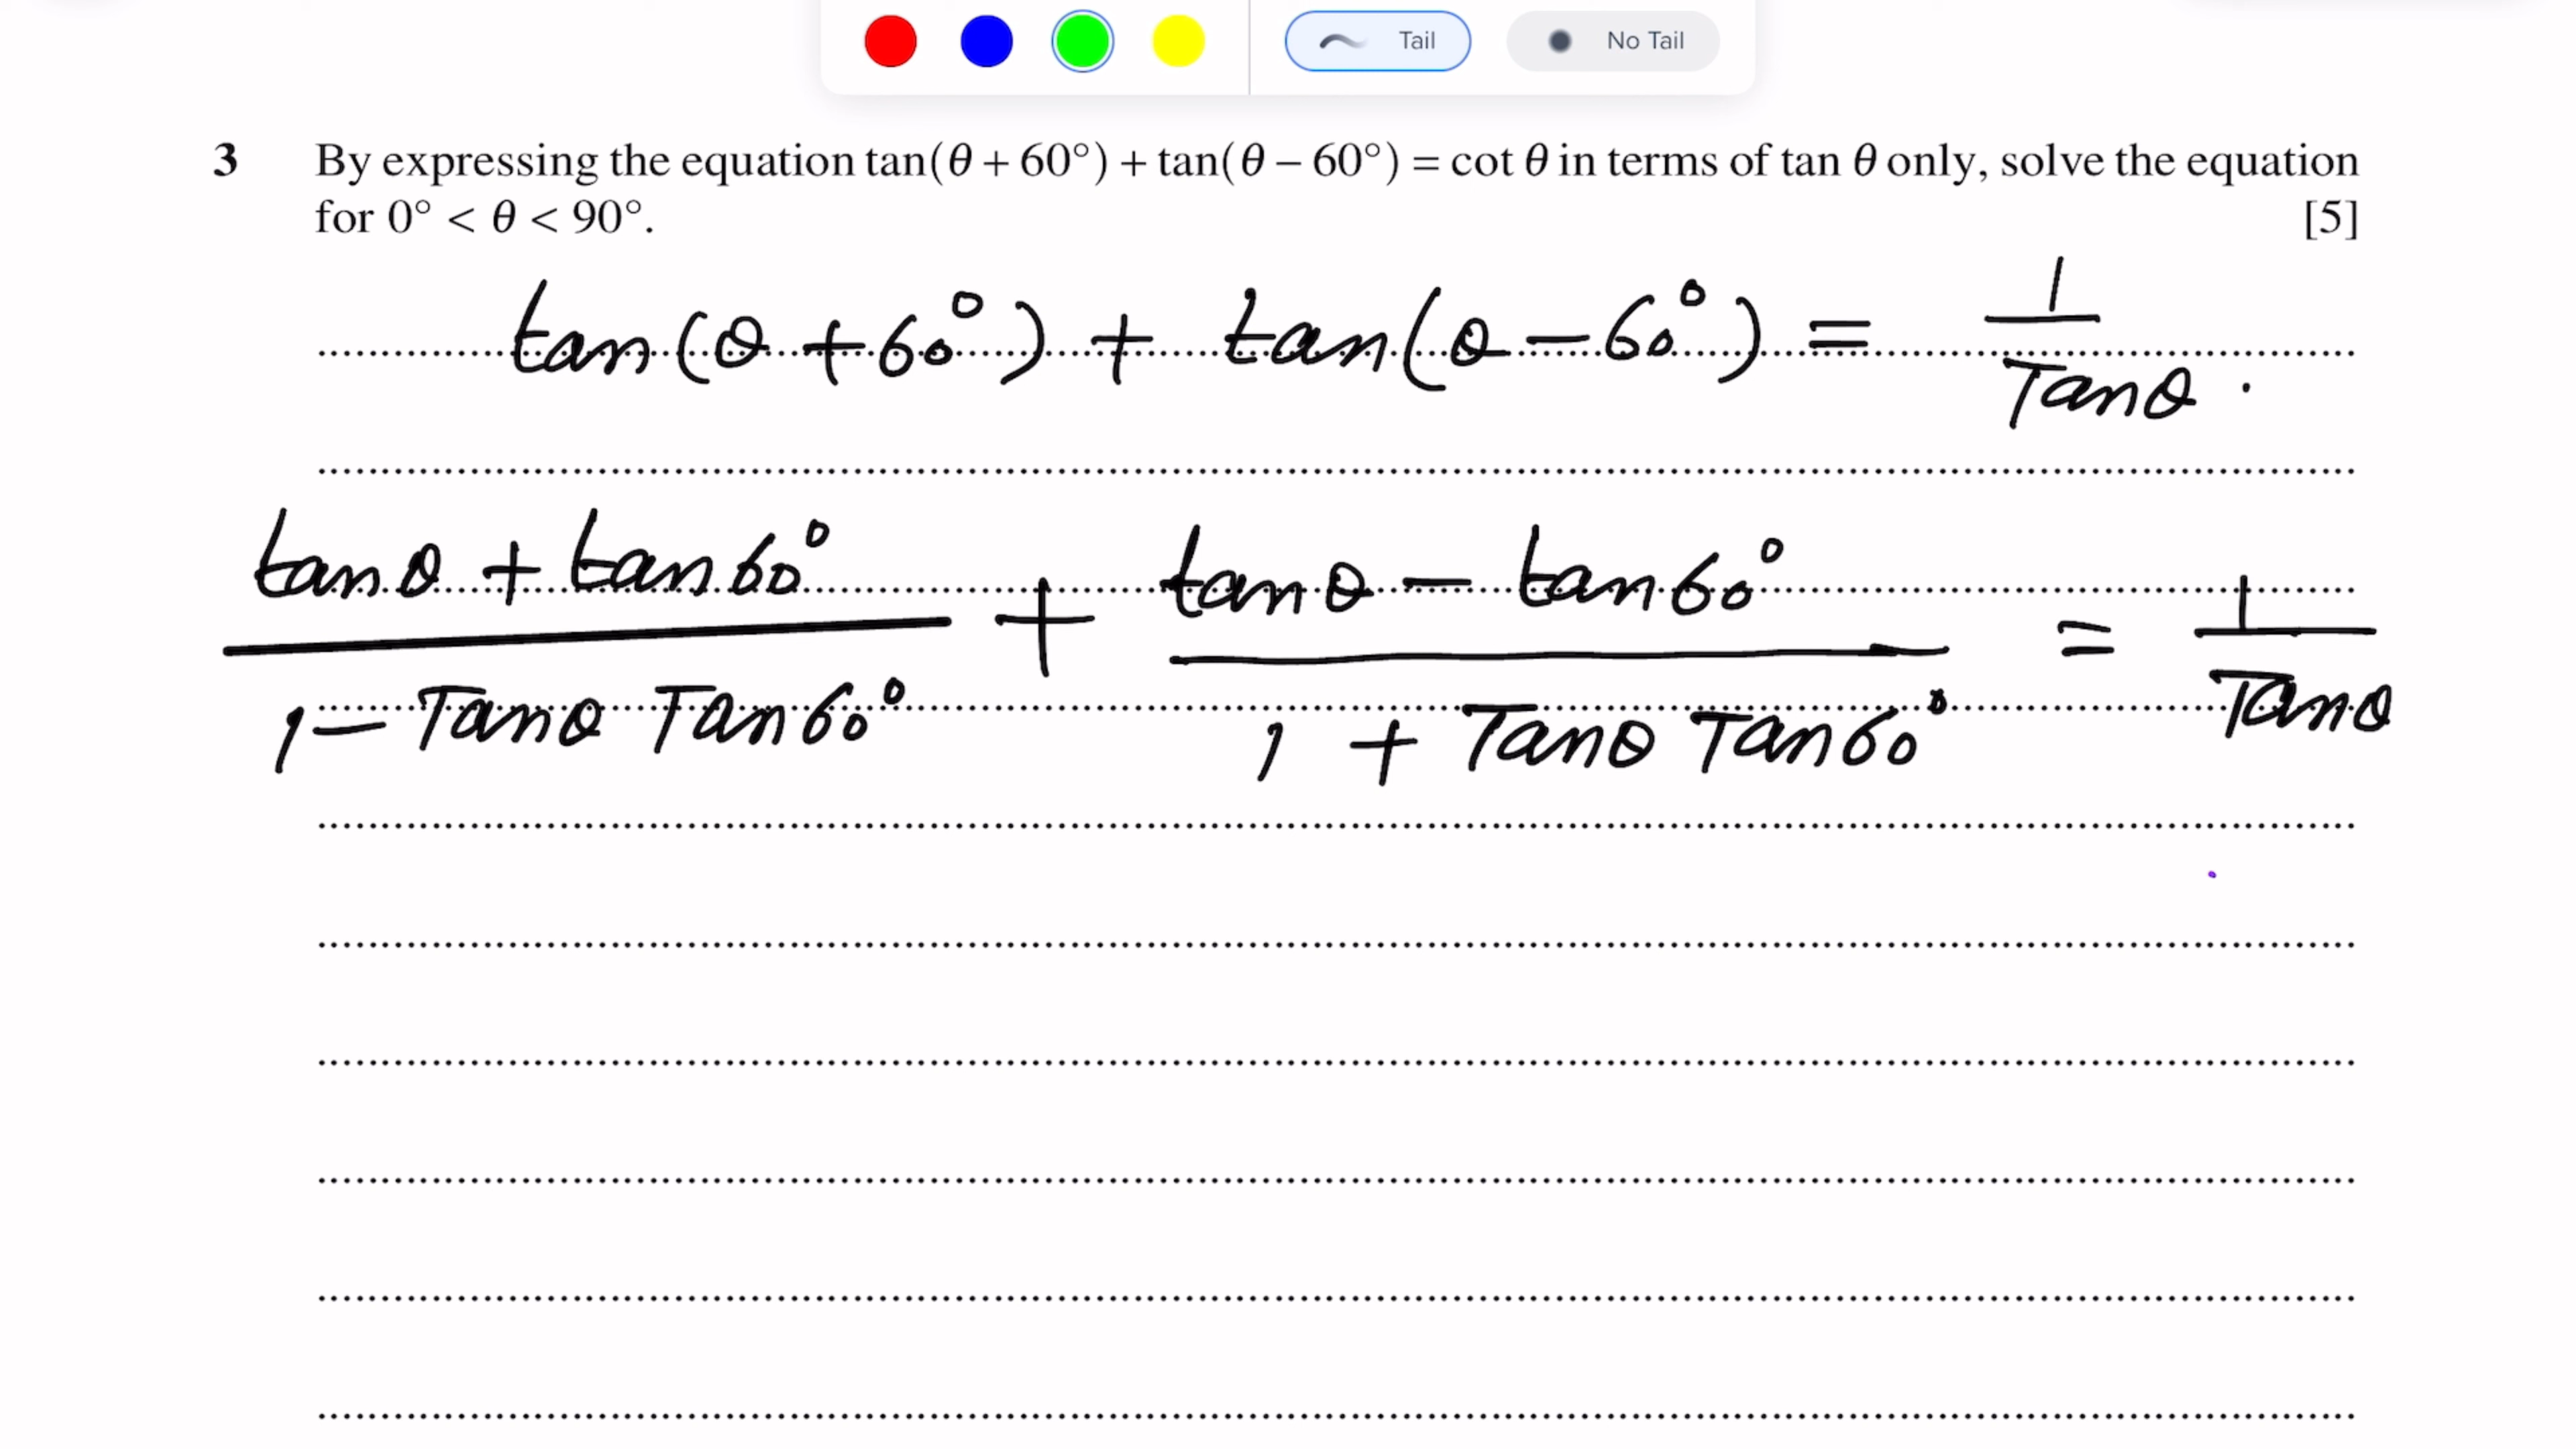 Tail No Tail
3 By expressing the equation tan(θ + 60°) + tan(θ − 60°) = cot θ in terms of tan θ only, solve the equation
for 0° < θ < 90°. [5]
tan(θ + 60°) + tan(θ − 60°) = 1/Tanθ.
(tanθ + tan60°)/(1 − Tanθ Tan60°) + (tanθ − tan60°)/(1 + Tanθ Tan60°) = 1/Tanθ